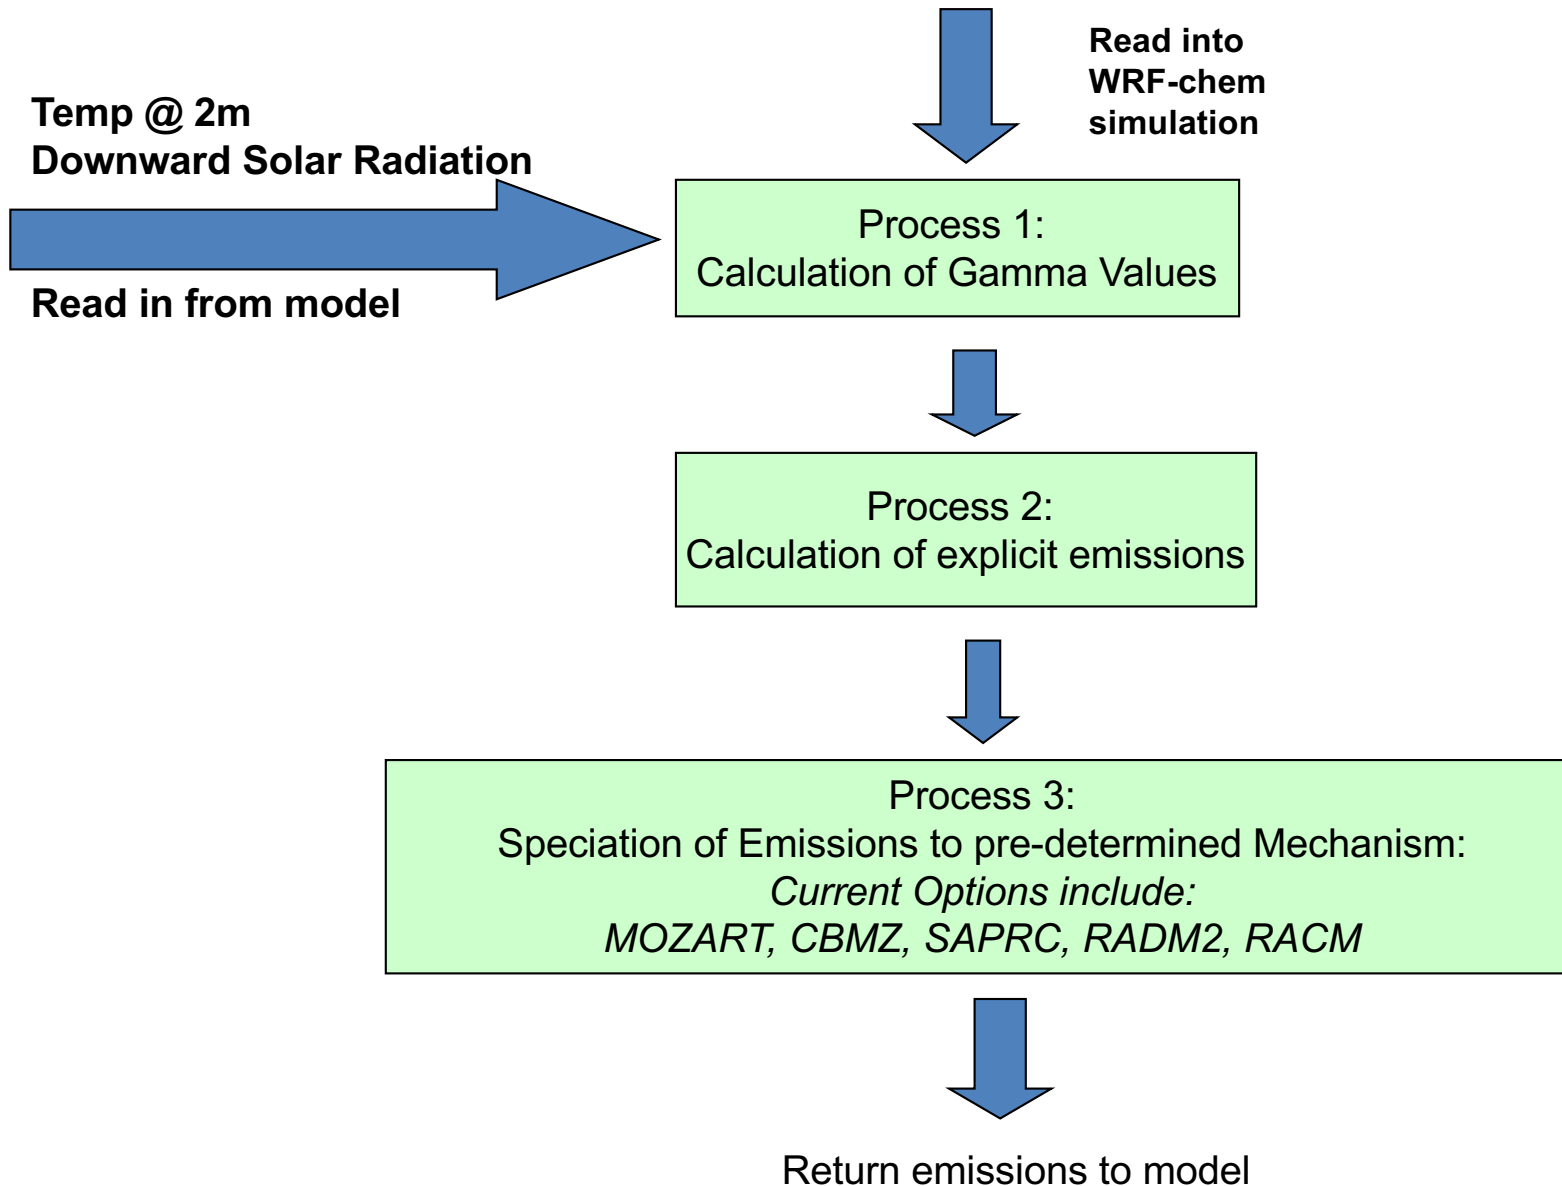 Read into
WRF-chem
simulation
Temp @ 2m
Downward Solar Radiation
Read in from model
Process 1:
Calculation of Gamma Values
Process 2:
Calculation of explicit emissions
Process 3:
Speciation of Emissions to pre-determined Mechanism:
Current Options include:
MOZART, CBMZ, SAPRC, RADM2, RACM
Return emissions to model